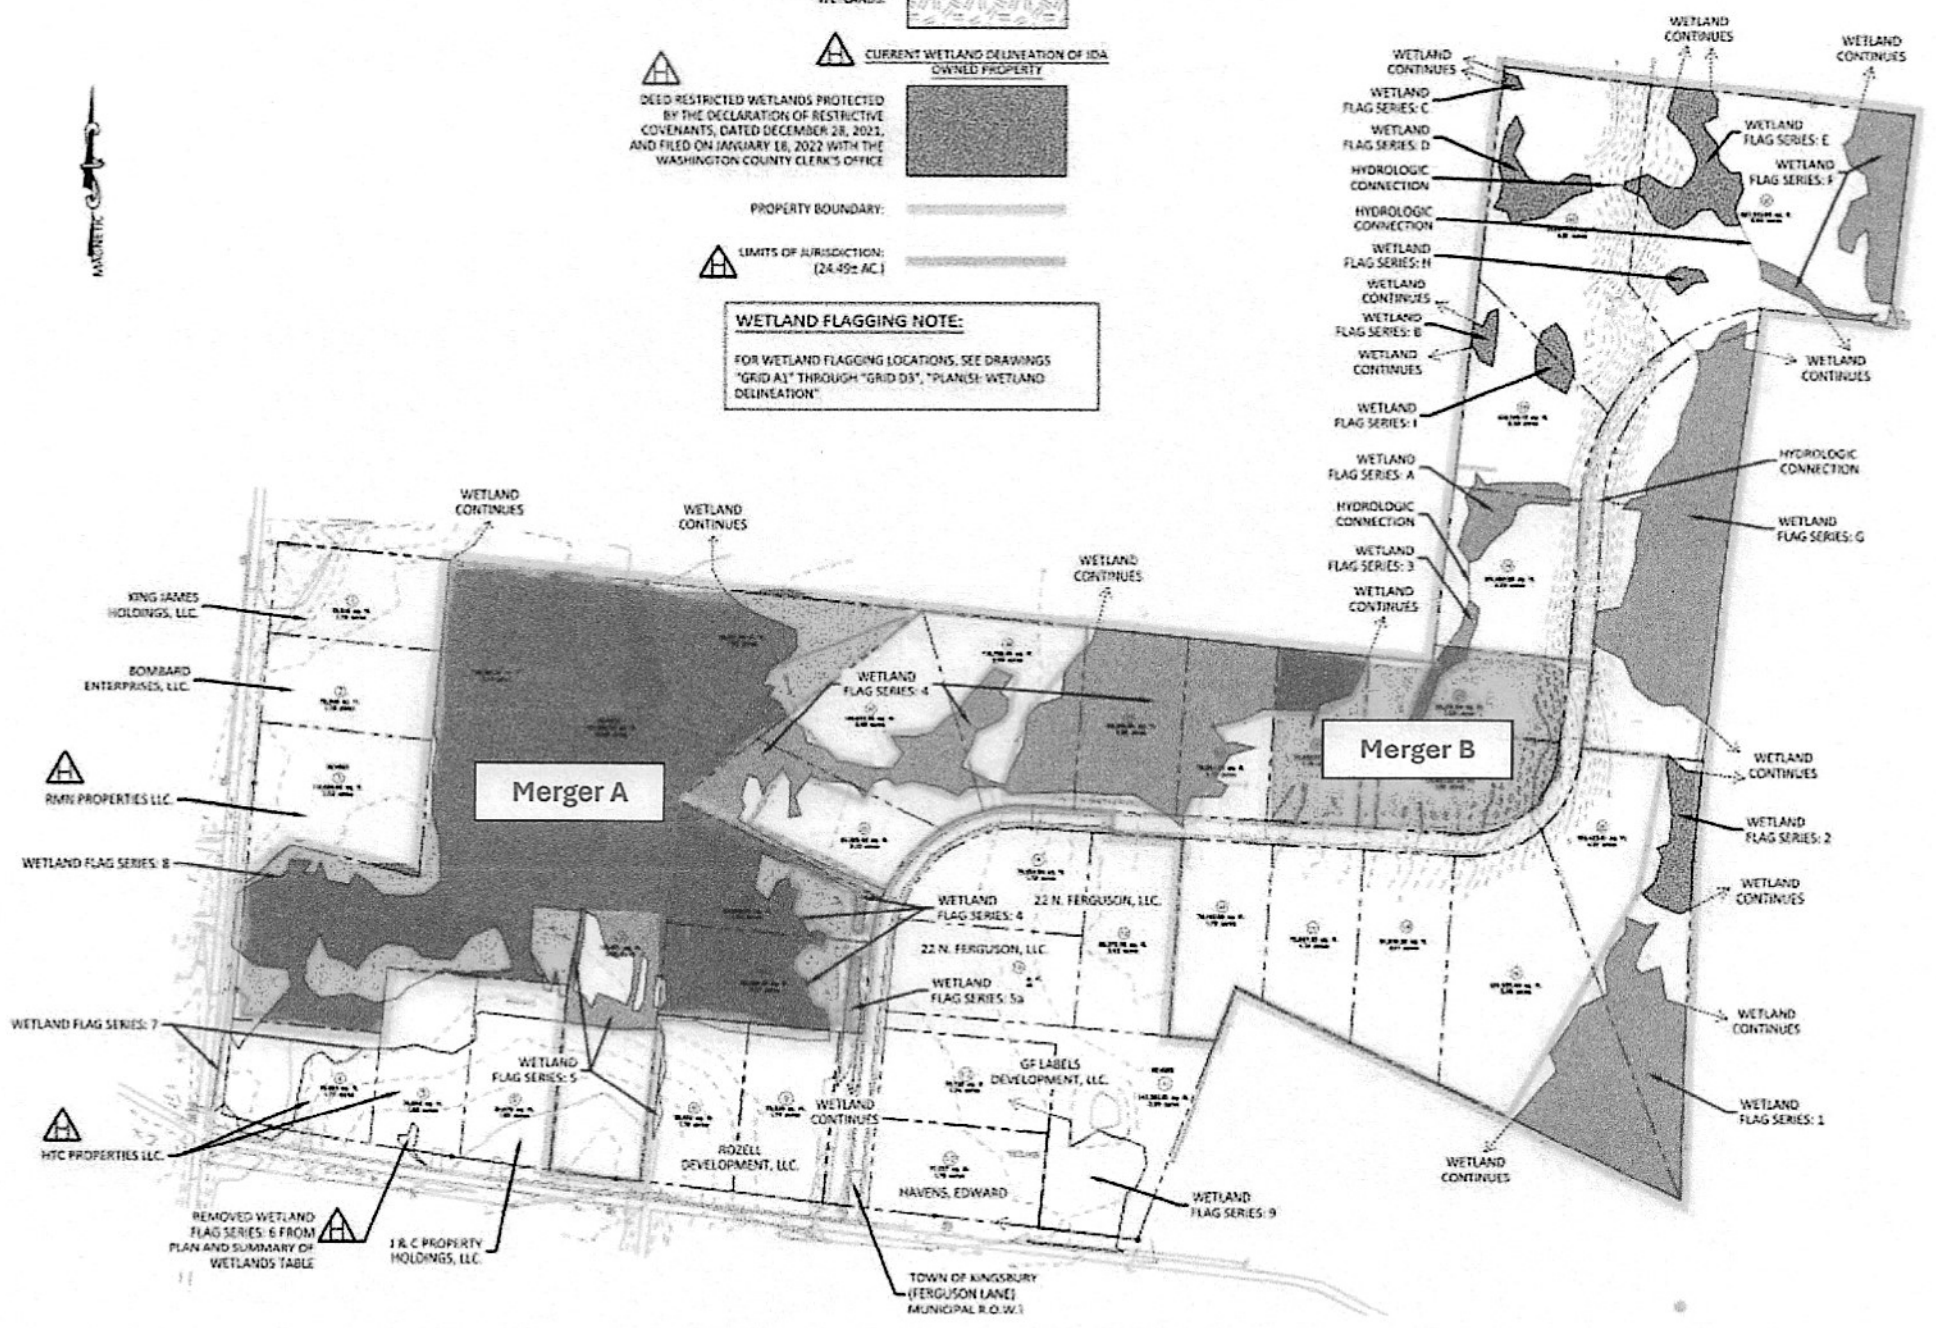 WETLANDS:
CURRENT WETLAND DELINEATION OF IDA
OWNED PROPERTY
DEED RESTRICTED WETLANDS PROTECTED
BY THE DECLARATION OF RESTRICTIVE
COVENANTS, DATED DECEMBER 28, 2021,
AND FILED ON JANUARY 18, 2022 WITH THE
WASHINGTON COUNTY CLERK'S OFFICE
PROPERTY BOUNDARY:
LIMITS OF JURISDICTION:
(24.49± AC.)
WETLAND FLAGGING NOTE:
FOR WETLAND FLAGGING LOCATIONS, SEE DRAWINGS
"GRID A1" THROUGH "GRID D3", "PLAN(S): WETLAND
DELINEATION"
MAGNETIC
WETLAND
CONTINUES
WETLAND
CONTINUES
WETLAND
CONTINUES
WETLAND
FLAG SERIES: C
WETLAND
FLAG SERIES: D
WETLAND
FLAG SERIES: E
WETLAND
FLAG SERIES: F
HYDROLOGIC
CONNECTION
HYDROLOGIC
CONNECTION
WETLAND
FLAG SERIES: H
WETLAND
CONTINUES
WETLAND
FLAG SERIES: B
WETLAND
CONTINUES
WETLAND
CONTINUES
WETLAND
FLAG SERIES: I
WETLAND
FLAG SERIES: A
HYDROLOGIC
CONNECTION
HYDROLOGIC
CONNECTION
WETLAND
FLAG SERIES: G
WETLAND
FLAG SERIES: 3
WETLAND
CONTINUES
WETLAND
CONTINUES
WETLAND
CONTINUES
WETLAND
CONTINUES
KING JAMES
HOLDINGS, LLC.
BOMBARD
ENTERPRISES, LLC.
WETLAND
FLAG SERIES: 4
Merger A
Merger B
RMN PROPERTIES LLC.
WETLAND FLAG SERIES: 8
WETLAND
CONTINUES
WETLAND
FLAG SERIES: 2
WETLAND
CONTINUES
WETLAND
FLAG SERIES: 4
22 N. FERGUSON, LLC.
22 N. FERGUSON, LLC.
WETLAND
FLAG SERIES: 5a
WETLAND FLAG SERIES: 7
WETLAND
CONTINUES
WETLAND
FLAG SERIES: 5
GF LABELS
DEVELOPMENT, LLC.
WETLAND
CONTINUES
WETLAND
FLAG SERIES: 1
HTC PROPERTIES LLC.
ROZELL
DEVELOPMENT, LLC.
WETLAND
CONTINUES
HAVENS, EDWARD
WETLAND
FLAG SERIES: 9
REMOVED WETLAND
FLAG SERIES: 6 FROM
PLAN AND SUMMARY OF
WETLANDS TABLE
J & C PROPERTY
HOLDINGS, LLC.
TOWN OF KINGSBURY
(FERGUSON LANE)
MUNICIPAL R.O.W.